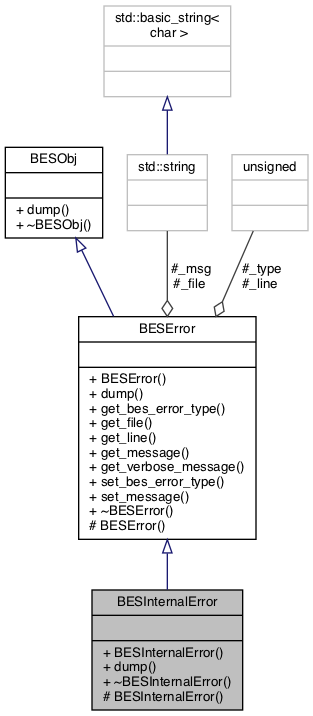 std::basic_string<
char >
BESObj
+ dump()
+ ~BESObj()
std::string
unsigned
#_msg
#_file
#_type
#_line
BESError
+ BESError()
+ dump()
+ get_bes_error_type()
+ get_file()
+ get_line()
+ get_message()
+ get_verbose_message()
+ set_bes_error_type()
+ set_message()
+ ~BESError()
# BESError()
BESInternalError
+ BESInternalError()
+ dump()
+ ~BESInternalError()
# BESInternalError()